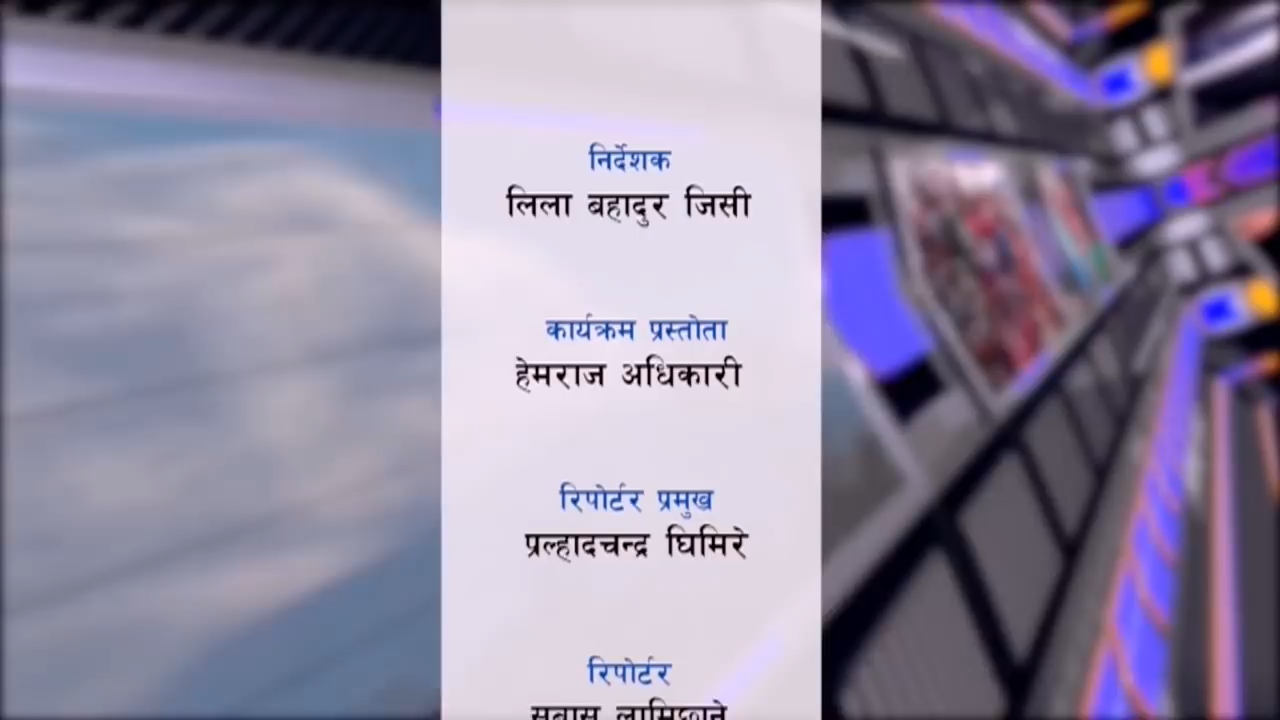 निर्देशक
लिला बहादुर जिसी
कार्यक्रम प्रस्तोता
हेमराज अधिकारी
रिपोर्टर प्रमुख
प्रल्हादचन्द्र घिमिरे
रिपोर्टर
सुवास लामिछाने